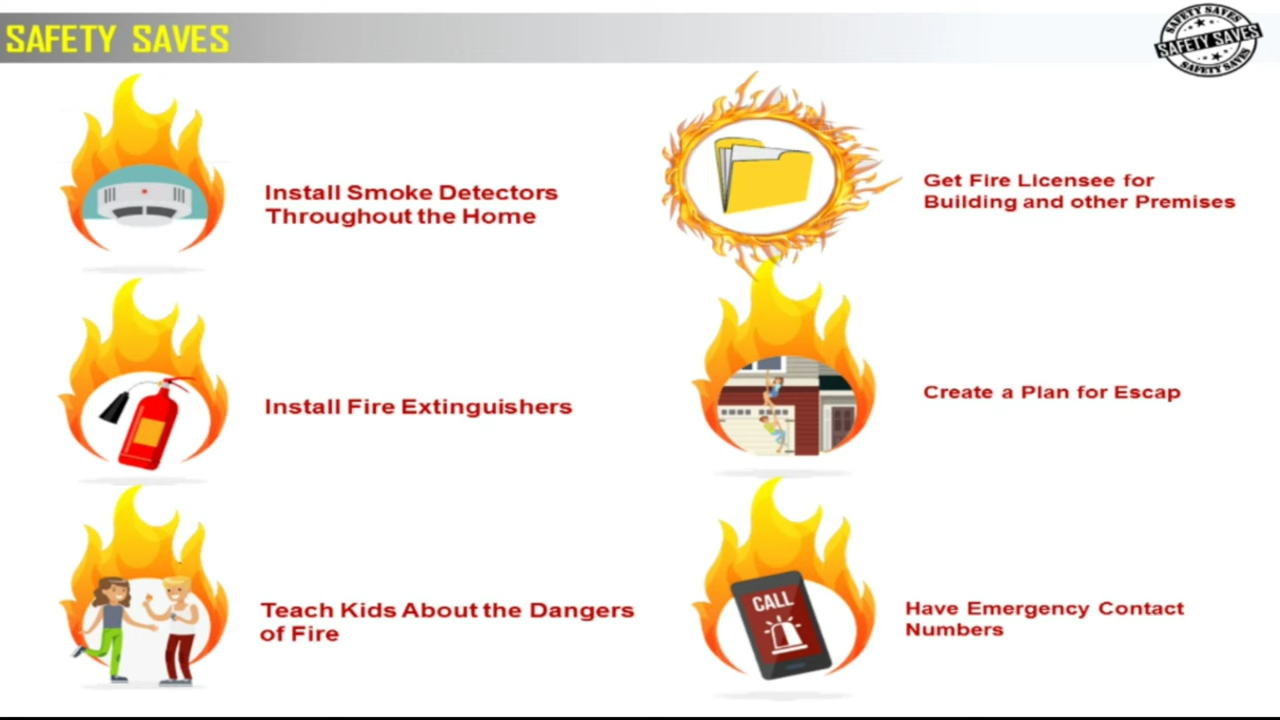 SAFETY SAVES
SAFETY SAVES
SAFETY SAVES
SAFETY SAVES
Install Smoke Detectors
Throughout the Home
Get Fire Licensee for
Building and other Premises
Install Fire Extinguishers
Create a Plan for Escap
Teach Kids About the Dangers
of Fire
CALL
Have Emergency Contact
Numbers